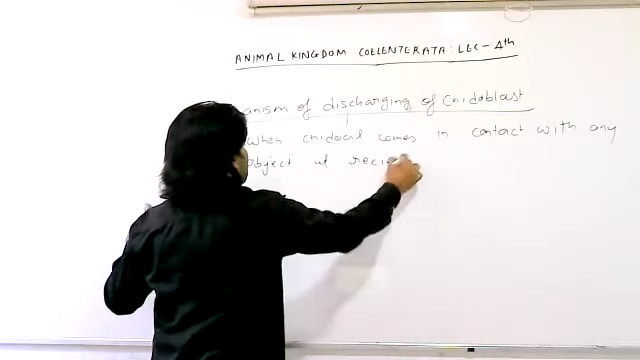 ANIMAL KINGDOM COELENTERATA: LEC-4th
anism of discharging of Cnidoblast
When cnidocil comes in contact with any
object